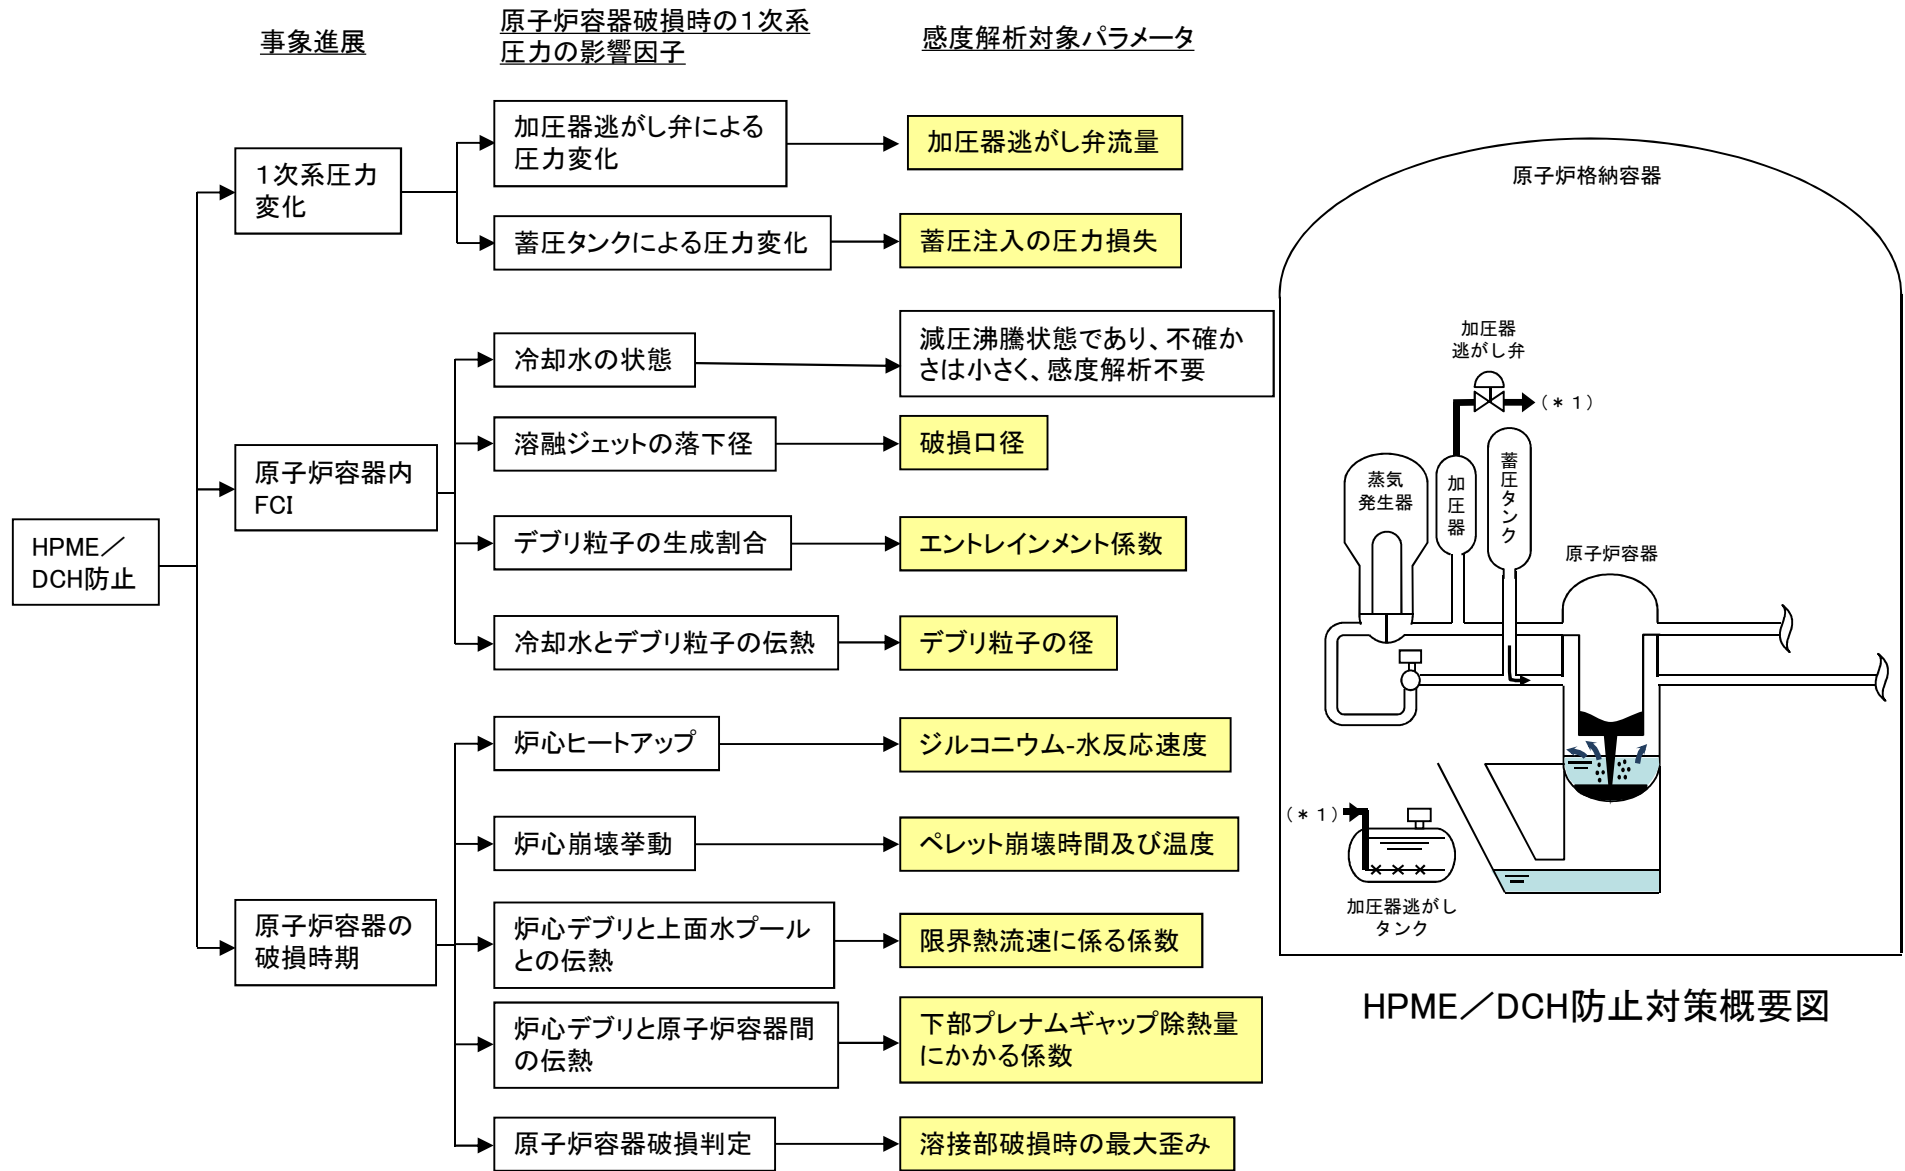 事象進展
原子炉容器破損時の１次系
圧力の影響因子
感度解析対象パラメータ
HPME／
DCH防止
１次系圧力
変化
加圧器逃がし弁による
圧力変化
加圧器逃がし弁流量
蓄圧タンクによる圧力変化
蓄圧注入の圧力損失
原子炉容器内
FCI
冷却水の状態
減圧沸騰状態であり、不確か
さは小さく、感度解析不要
溶融ジェットの落下径
破損口径
デブリ粒子の生成割合
エントレインメント係数
冷却水とデブリ粒子の伝熱
デブリ粒子の径
原子炉容器の
破損時期
炉心ヒートアップ
ジルコニウム-水反応速度
炉心崩壊挙動
ペレット崩壊時間及び温度
炉心デブリと上面水プール
との伝熱
限界熱流速に係る係数
炉心デブリと原子炉容器間
の伝熱
下部プレナムギャップ除熱量
にかかる係数
原子炉容器破損判定
溶接部破損時の最大歪み
原子炉格納容器
加圧器
逃がし弁
(＊１)
蒸気
発生器
加圧器
蓄圧タンク
原子炉容器
(＊１)
加圧器逃がし
タンク
HPME／DCH防止対策概要図